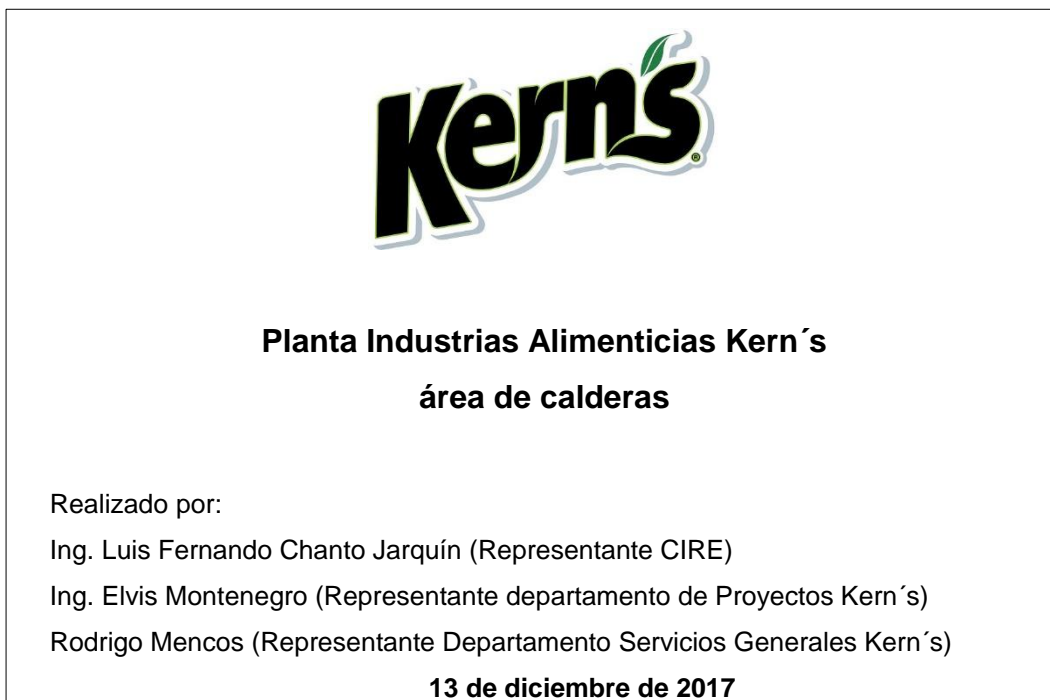 Kern's®
Planta Industrias Alimenticias Kern´s
área de calderas
Realizado por:
Ing. Luis Fernando Chanto Jarquín (Representante CIRE)
Ing. Elvis Montenegro (Representante departamento de Proyectos Kern´s)
Rodrigo Mencos (Representante Departamento Servicios Generales Kern´s)
13 de diciembre de 2017